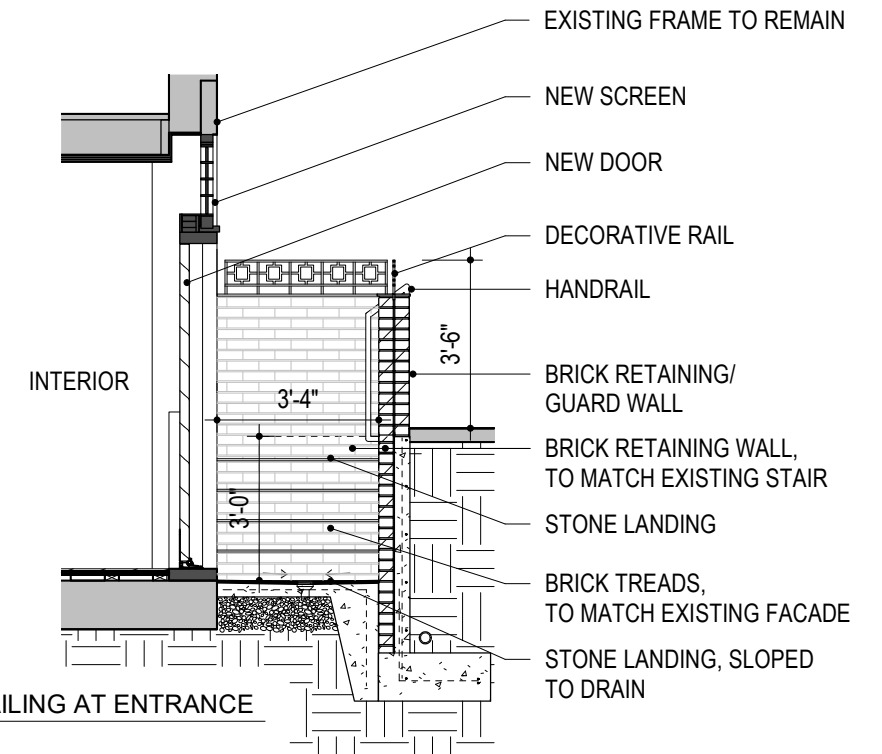 EXISTING FRAME TO REMAIN
NEW SCREEN
NEW DOOR
DECORATIVE RAIL
HANDRAIL
3'-6"
INTERIOR
3'-4"
BRICK RETAINING/
GUARD WALL
BRICK RETAINING WALL,
TO MATCH EXISTING STAIR
3'-0"
STONE LANDING
BRICK TREADS,
TO MATCH EXISTING FACADE
STONE LANDING, SLOPED
TO DRAIN
AILING AT ENTRANCE